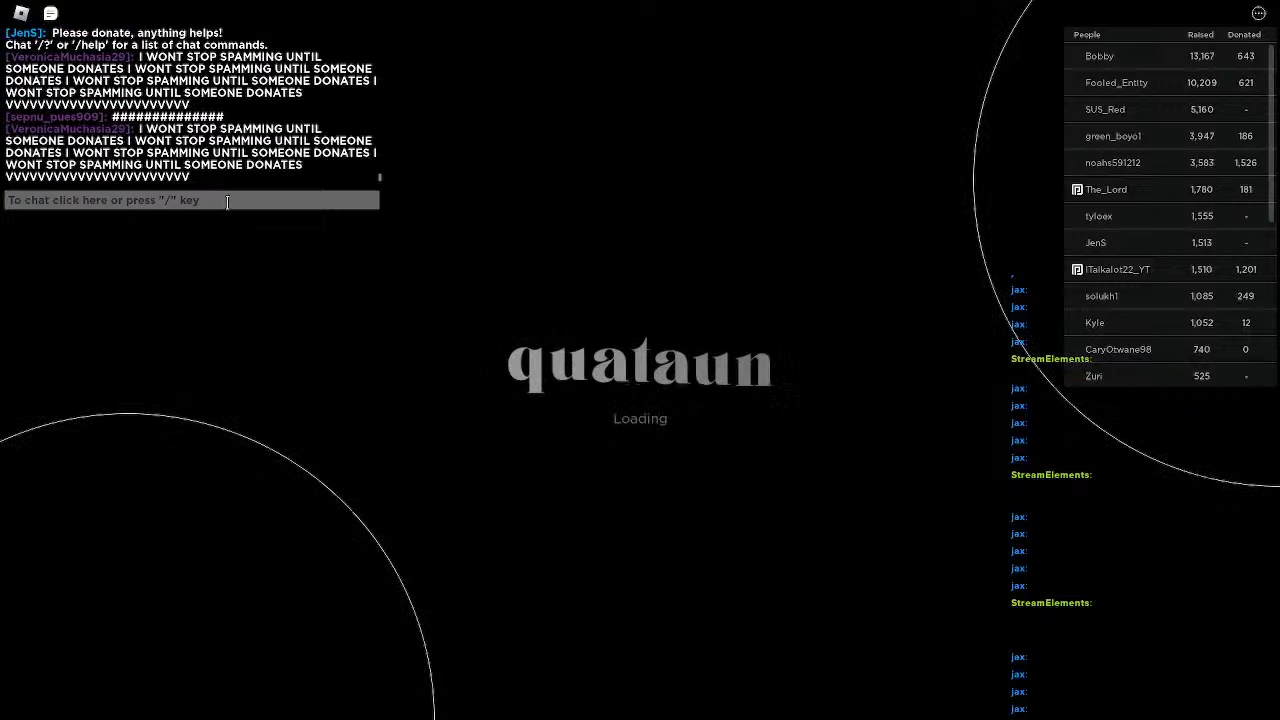 [JenS]: Please donate, anything helps!
Chat '/?' or '/help' for a list of chat commands.
[VeronicaMuchasia29]: I WONT STOP SPAMMING UNTIL
SOMEONE DONATES I WONT STOP SPAMMING UNTIL SOMEONE
DONATES I WONT STOP SPAMMING UNTIL SOMEONE DONATES I
WONT STOP SPAMMING UNTIL SOMEONE DONATES
VVVVVVVVVVVVVVVVVVVVVVV
[sepnu_pues909]: ##############
[VeronicaMuchasia29]: I WONT STOP SPAMMING UNTIL
SOMEONE DONATES I WONT STOP SPAMMING UNTIL SOMEONE
DONATES I WONT STOP SPAMMING UNTIL SOMEONE DONATES I
WONT STOP SPAMMING UNTIL SOMEONE DONATES
VVVVVVVVVVVVVVVVVVVVVVV
To chat click here or press "/" key
People Raised Donated
Bobby 13,167 643
Fooled_Entity 10,209 621
SUS_Red 5,160 -
green_boyo1 3,947 186
noahs591212 3,583 1,526
The_Lord 1,780 181
tyloex 1,555 -
JenS 1,513 -
ITalkalot22_YT 1,510 1,201
solukh1 1,085 249
Kyle 1,052 12
CaryOtwane98 740 0
Zuri 525 -
quataun
Loading
jax:
jax:
jax:
jax:
StreamElements:
jax:
jax:
jax:
jax:
jax:
StreamElements:
jax:
jax:
jax:
jax:
jax:
StreamElements:
jax:
jax:
jax:
jax: